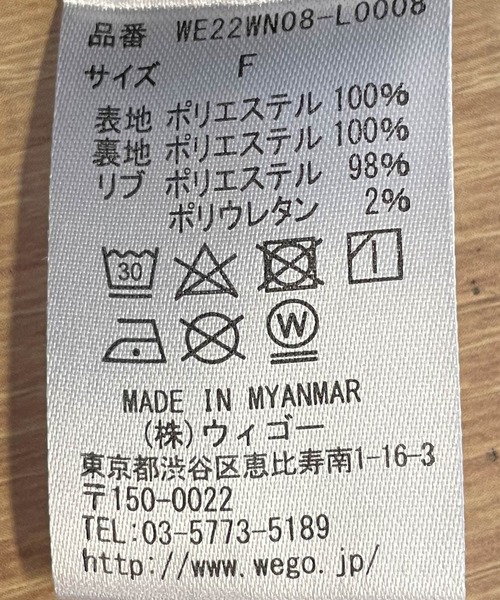 品番 WE22WN08-L0008
サイズ F
表地 ポリエステル 100%
裏地 ポリエステル 100%
リブ ポリエステル 98%
ポリウレタン 2%
30
W
MADE IN MYANMAR
(株)ウィゴー
東京都渋谷区恵比寿南1-16-3
〒150-0022
TEL:03-5773-5189
http://www.wego.jp/